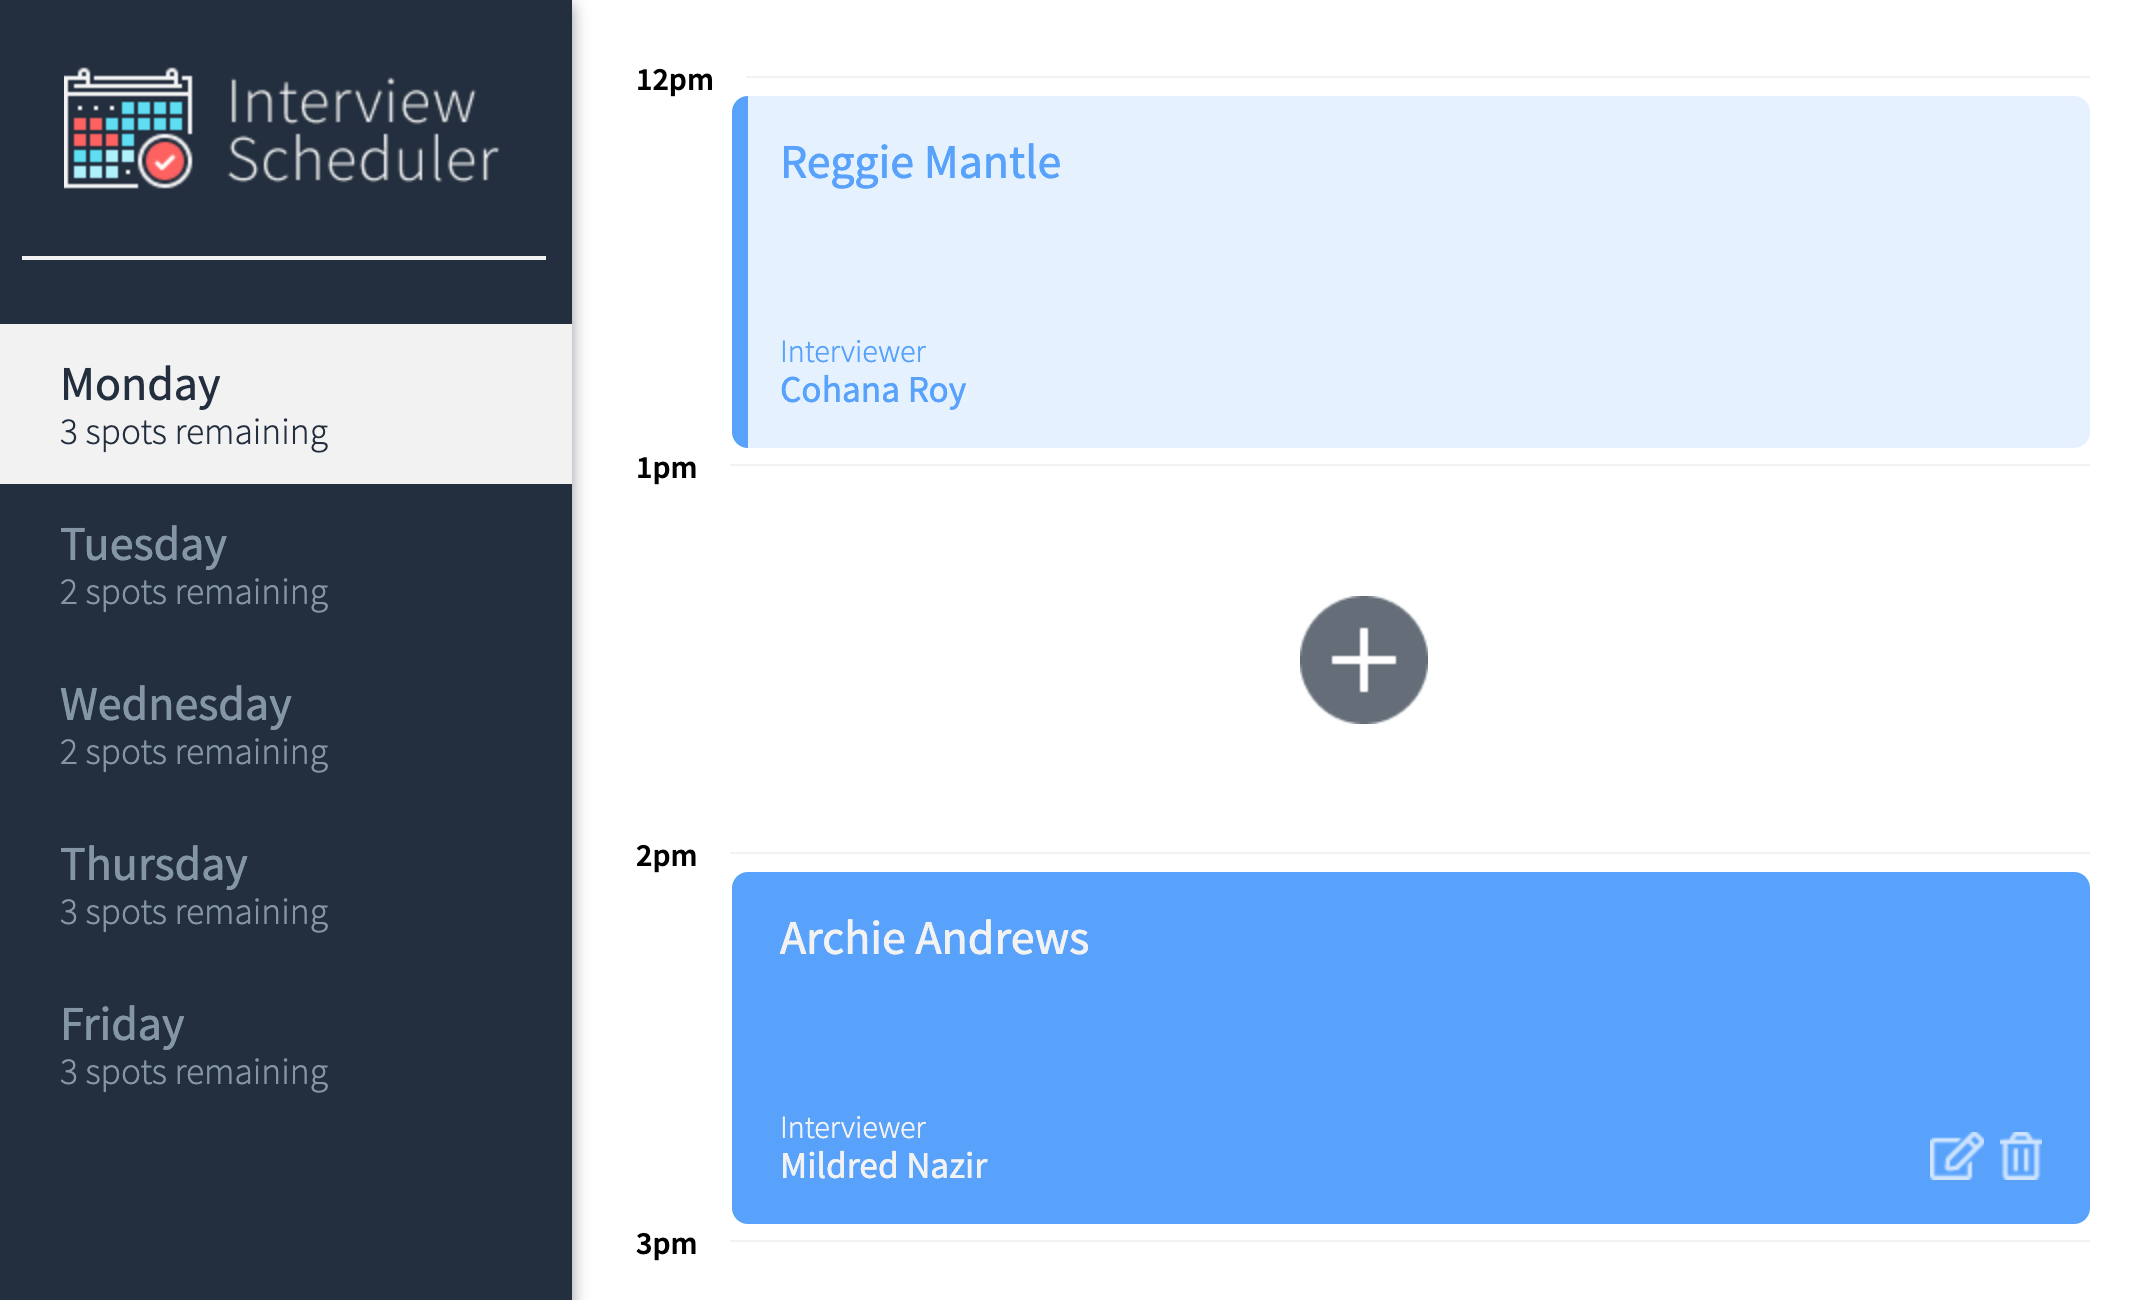 Interview
Scheduler
Monday
3 spots remaining
Tuesday
2 spots remaining
Wednesday
2 spots remaining
Thursday
3 spots remaining
Friday
3 spots remaining
12pm
Reggie Mantle
Interviewer
Cohana Roy
1pm
2pm
Archie Andrews
Interviewer
Mildred Nazir
3pm